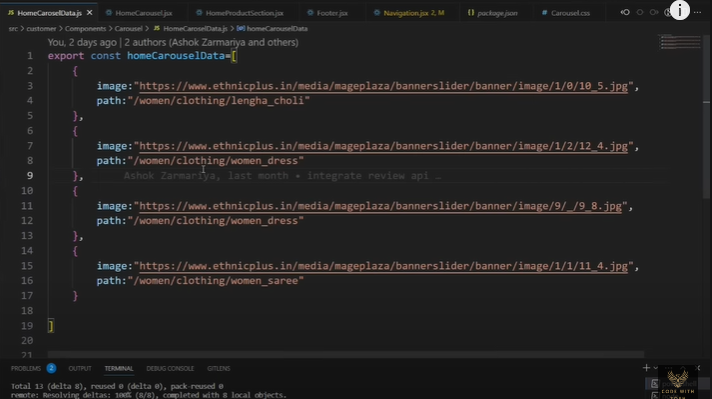 HomeCarouselData.js
HomeCarousel.jsx
HomeProductSection.jsx
Footer.jsx
Navigation.jsx 2, M
package.json
Carousel.css
src > customer > Components > Carousel > HomeCarouselData.js > homeCarouselData
You, 2 days ago | 2 authors (Ashok Zarmariya and others)
1 export const homeCarouselData=[
2 {
3 image:"https://www.ethnicplus.in/media/mageplaza/bannerslider/banner/image/1/0/10_5.jpg",
4 path:"/women/clothing/lengha_choli"
5 },
6 {
7 image:"https://www.ethnicplus.in/media/mageplaza/bannerslider/banner/image/1/2/12_4.jpg",
8 path:"/women/clothing/women_dress"
9 }, Ashok Zarmariya, last month • integrate review api …
10 {
11 image:"https://www.ethnicplus.in/media/mageplaza/bannerslider/banner/image/9/_/9_8.jpg",
12 path:"/women/clothing/women_dress"
13 },
14 {
15 image:"https://www.ethnicplus.in/media/mageplaza/bannerslider/banner/image/1/1/11_4.jpg",
16 path:"/women/clothing/women_saree"
17 }
18
19 ]
20
21
PROBLEMS 2 OUTPUT TERMINAL DEBUG CONSOLE GITLENS
Total 13 (delta 8), reused 0 (delta 0), pack-reused 0
remote: Resolving deltas: 100% (8/8), completed with 8 local objects.
CODE WITH